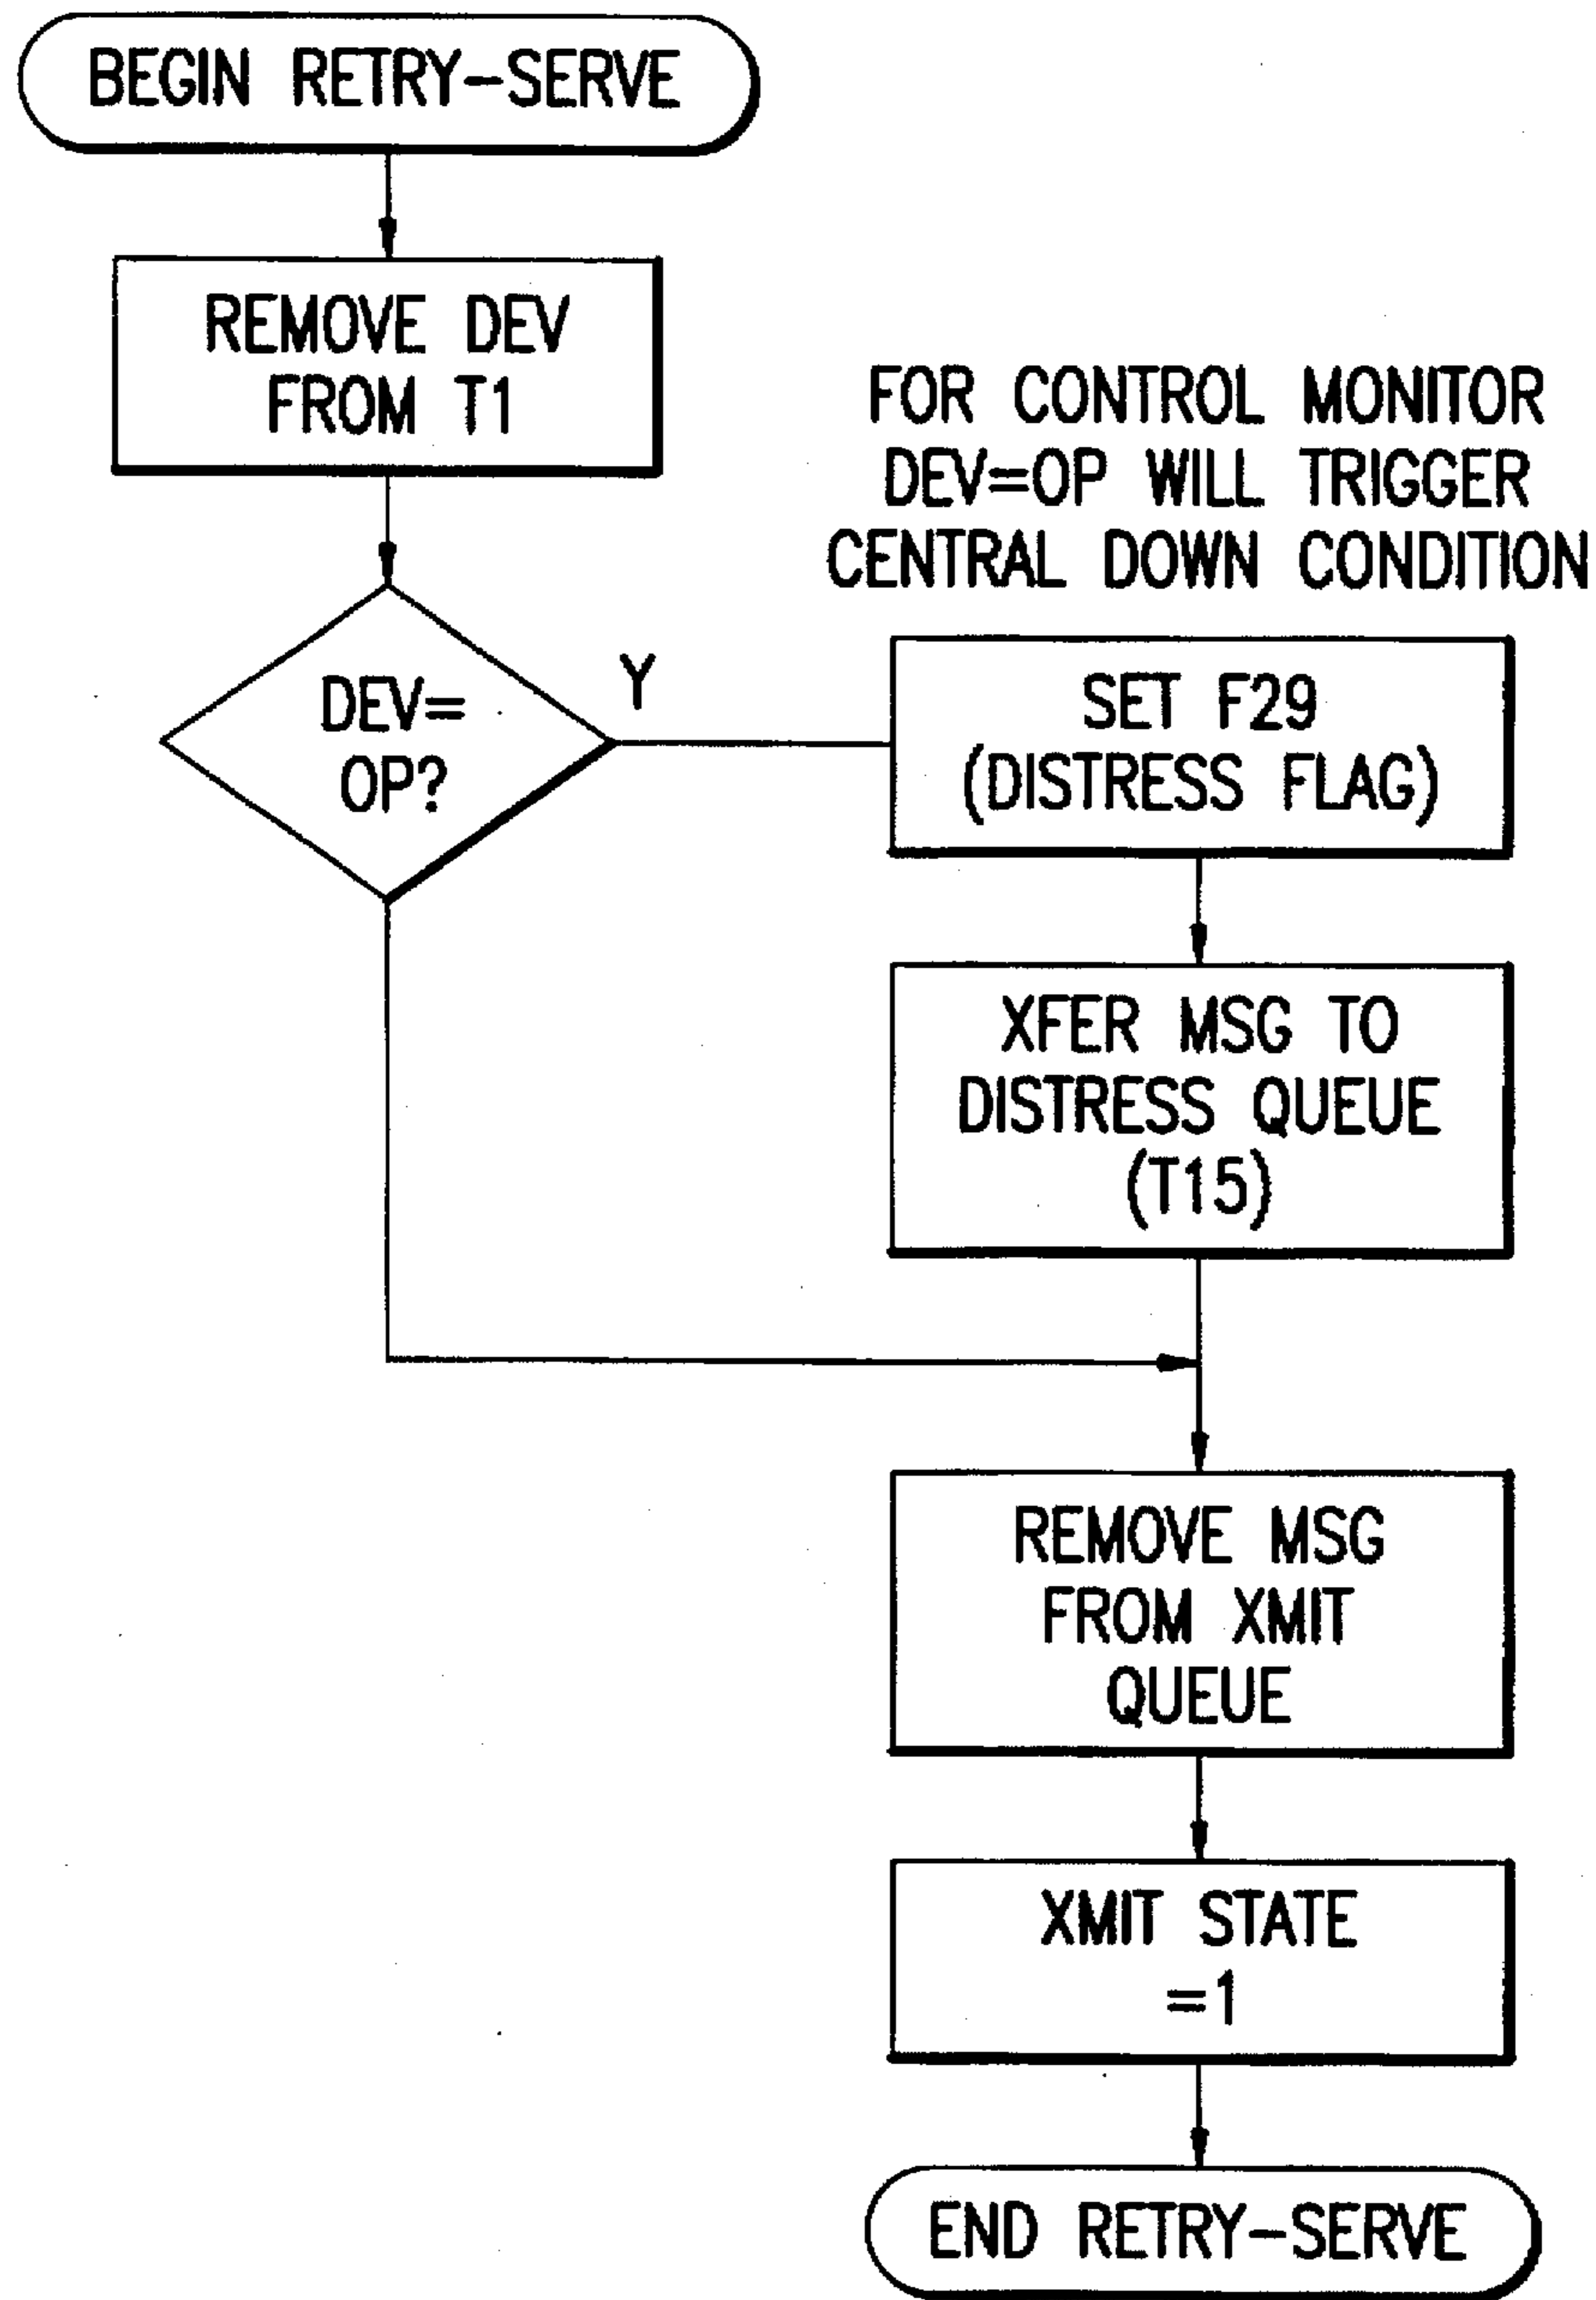 BEGIN RETRY-SERVE
REMOVE DEV
FROM T1
FOR CONTROL MONITOR
DEV=OP WILL TRIGGER
CENTRAL DOWN CONDITION
DEV=
OP?
Y
SET F29
(DISTRESS FLAG)
XFER MSG TO
DISTRESS QUEUE
(T15)
REMOVE MSG
FROM XMIT
QUEUE
XMIT STATE
=1
END RETRY-SERVE